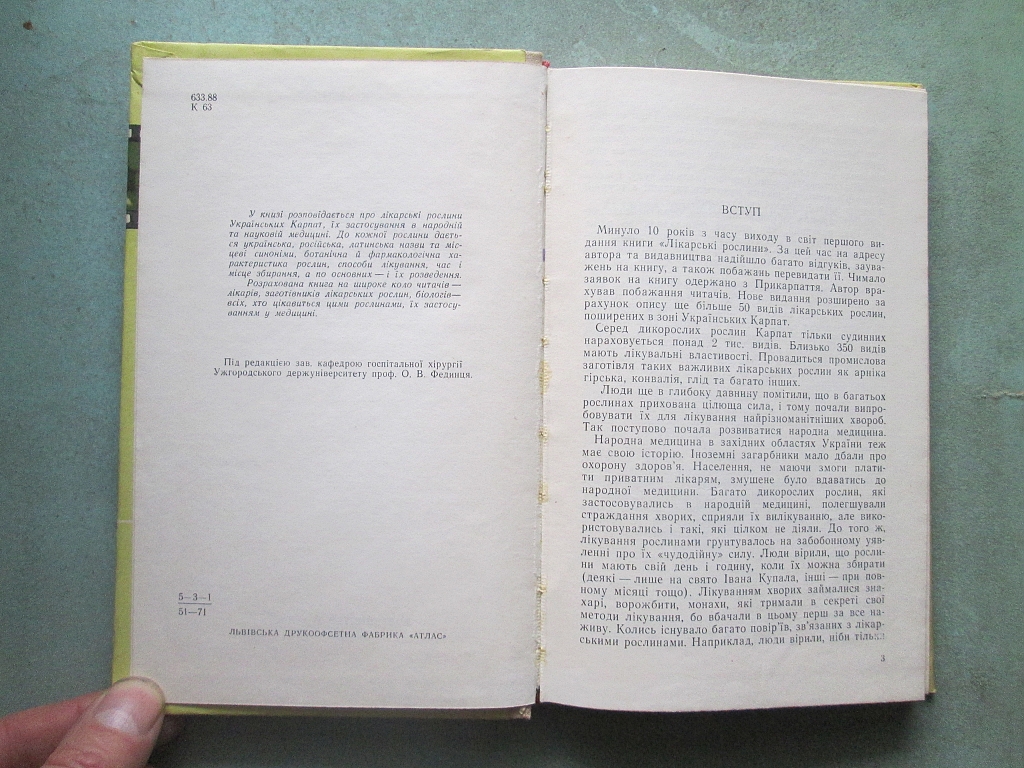 633.88
К 63
У книзі розповідається про лікарські рослини
Українських Карпат, їх застосування в народній
та науковій медицині. До кожної рослини дають-
ся українська, російська, латинська назви та міс-
цеві синоніми, ботанічна й фармакологічна ха-
рактеристика рослин, способи лікування, час і
місце збирання, а по основних — і їх розведення.
Розрахована книга на широке коло читачів —
лікарів, заготівників лікарських рослин, біологів —
всіх, хто цікавиться цими рослинами, їх застосу-
ванням у медицині.
Під редакцією зав. кафедрою госпітальної хірургії
Ужгородського держуніверситету проф. О. В. Фединця.
5—3—1
51—71
ЛЬВІВСЬКА ДРУКООФСЕТНА ФАБРИКА «АТЛАС»
ВСТУП
Минуло 10 років з часу виходу в світ першого ви-
дання книги «Лікарські рослини». За цей час на адресу
автора та видавництва надійшло багато відгуків, заува-
жень на книгу, а також побажань перевидати її. Чимало
заявок на книгу одержано з Прикарпаття. Автор вра-
хував побажання читачів. Нове видання розширено за
рахунок опису ще більше 50 видів лікарських рослин,
поширених в зоні Українських Карпат.
Серед дикорослих рослин Карпат тільки судинних
нараховується понад 2 тис. видів. Близько 350 видів
мають лікувальні властивості. Провадиться промислова
заготівля таких важливих лікарських рослин як арніка
гірська, конвалія, глід та багато інших.
Люди ще в глибоку давнину помітили, що в багатьох
рослинах прихована цілюща сила, і тому почали випро-
бовувати їх для лікування найрізноманітніших хвороб.
Так поступово почала розвиватися народна медицина.
Народна медицина в західних областях України теж
має свою історію. Іноземні загарбники мало дбали про
охорону здоров'я. Населення, не маючи змоги плати-
ти приватним лікарям, змушене було вдаватись до
народної медицини. Багато дикорослих рослин, які
застосовувались в народній медицині, полегшували
страждання хворих, сприяли їх вилікуванню, але вико-
ристовувались і такі, які цілком не діяли. До того ж,
лікування рослинами грунтувалось на забобонному уяв-
ленні про їх «чудодійну» силу. Люди вірили, що росли-
ни мають свій день і годину, коли їх можна збирати
(деякі — лише на свято Івана Купала, інші — при пов-
ному місяці тощо). Лікуванням хворих займалися зна-
харі, ворожбити, монахи, які тримали в секреті свої
методи лікування, бо вбачали в цьому перш за все на-
живу. Колись існувало багато повір'їв, зв'язаних з лікар-
ськими рослинами. Наприклад, люди вірили, ніби тільки
3